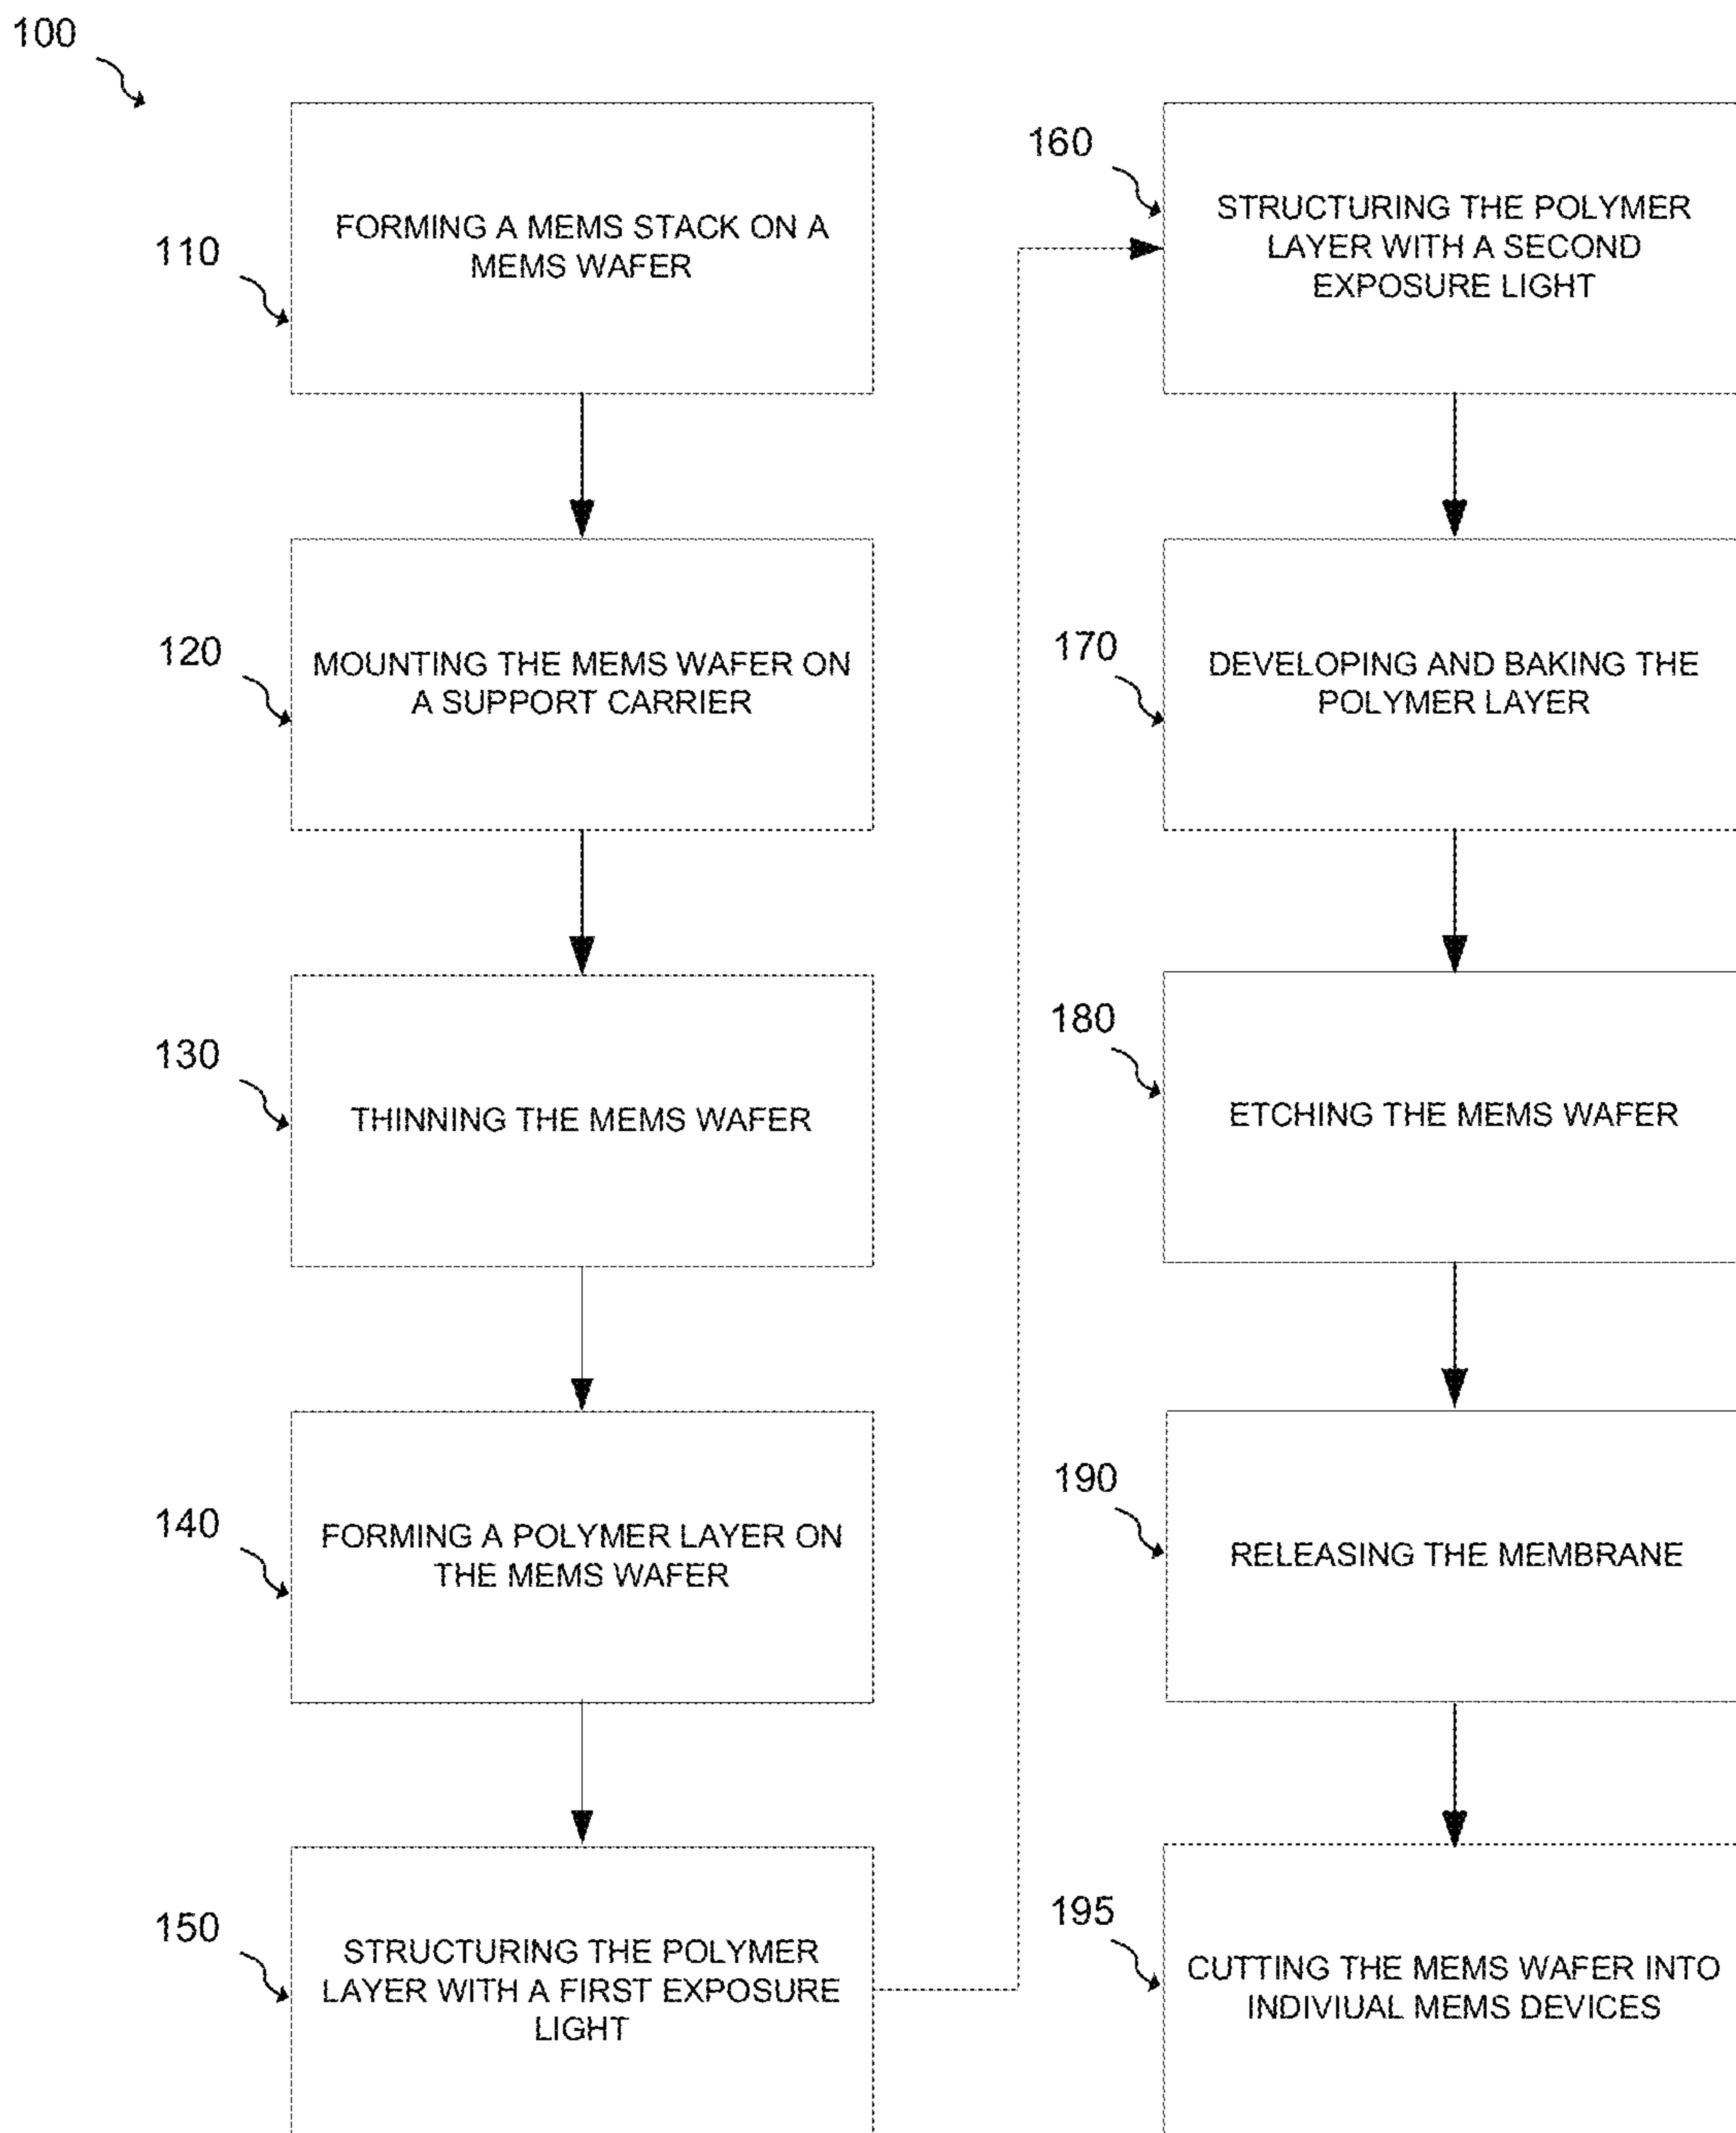 100
110
FORMING A MEMS STACK ON A
MEMS WAFER
120
MOUNTING THE MEMS WAFER ON
A SUPPORT CARRIER
130
THINNING THE MEMS WAFER
140
FORMING A POLYMER LAYER ON
THE MEMS WAFER
150
STRUCTURING THE POLYMER
LAYER WITH A FIRST EXPOSURE
LIGHT
160
STRUCTURING THE POLYMER
LAYER WITH A SECOND
EXPOSURE LIGHT
170
DEVELOPING AND BAKING THE
POLYMER LAYER
180
ETCHING THE MEMS WAFER
190
RELEASING THE MEMBRANE
195
CUTTING THE MEMS WAFER INTO
INDIVIUAL MEMS DEVICES